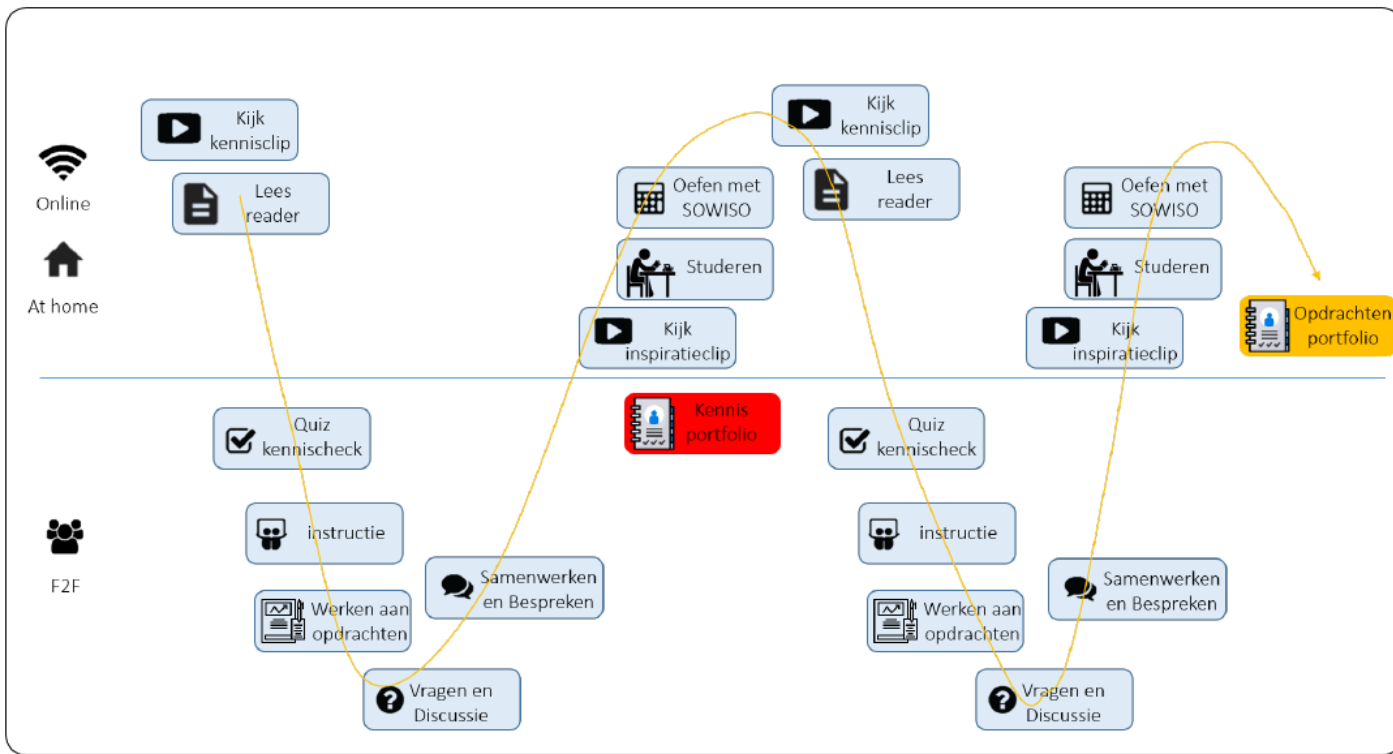 Kijk
kennisclip
Lees
reader
Online
At home
Oefen met
SOWISO
Studeren
Kijk
inspiratieclip
Kijk
kennisclip
Lees
reader
Oefen met
SOWISO
Studeren
Kijk
inspiratieclip
Opdrachten
portfolio
F2F
Quiz
kennischeck
instructie
Werken aan
opdrachten
Vragen en
Discussie
Samenwerken
en Bespreken
Kennis
portfolio
Quiz
kennischeck
instructie
Werken aan
opdrachten
Vragen en
Discussie
Samenwerken
en Bespreken